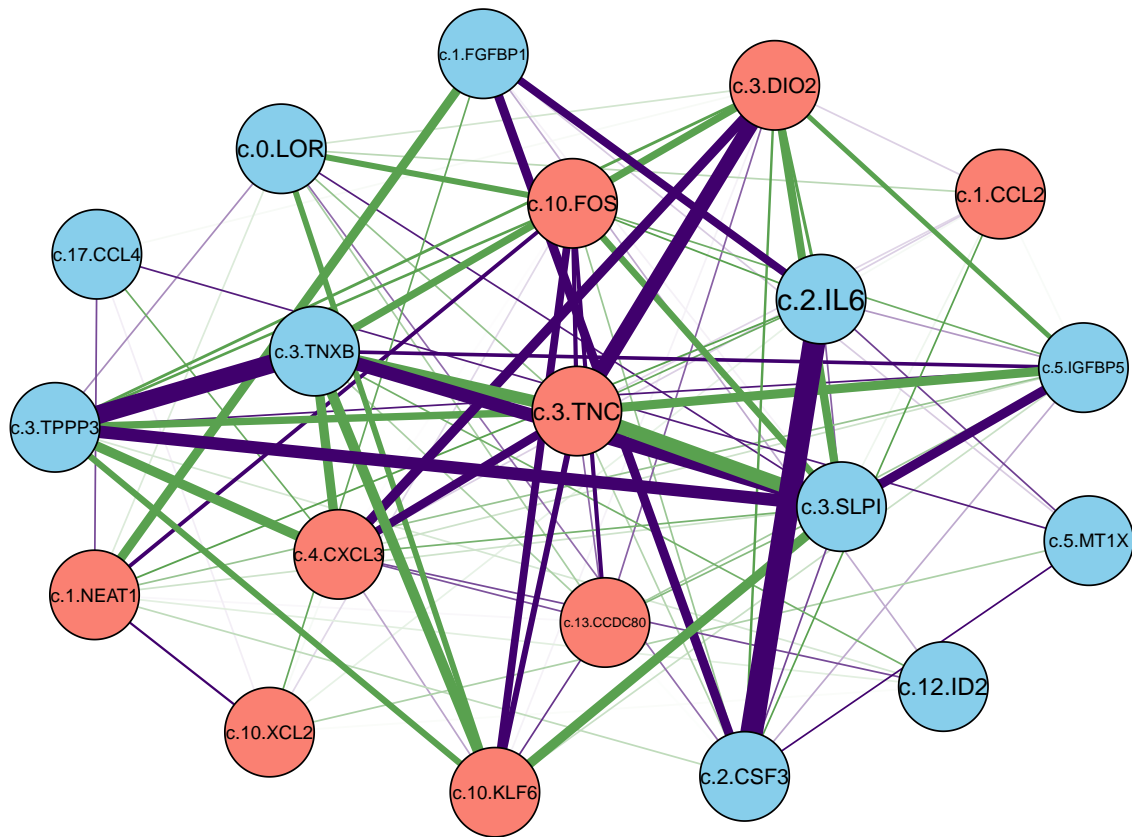 c.1.FGFBP1
c.3.DIO2
c.0.LOR
c.10.FOS
c.1.CCL2
c.17.CCL4
c.2.IL6
c.3.TNXB
c.5.IGFBP5
c.3.TNC
c.3.TPPP3
c.3.SLPI
c.5.MT1X
c.4.CXCL3
c.1.NEAT1
c.13.CCDC80
c.12.ID2
c.10.XCL2
c.2.CSF3
c.10.KLF6